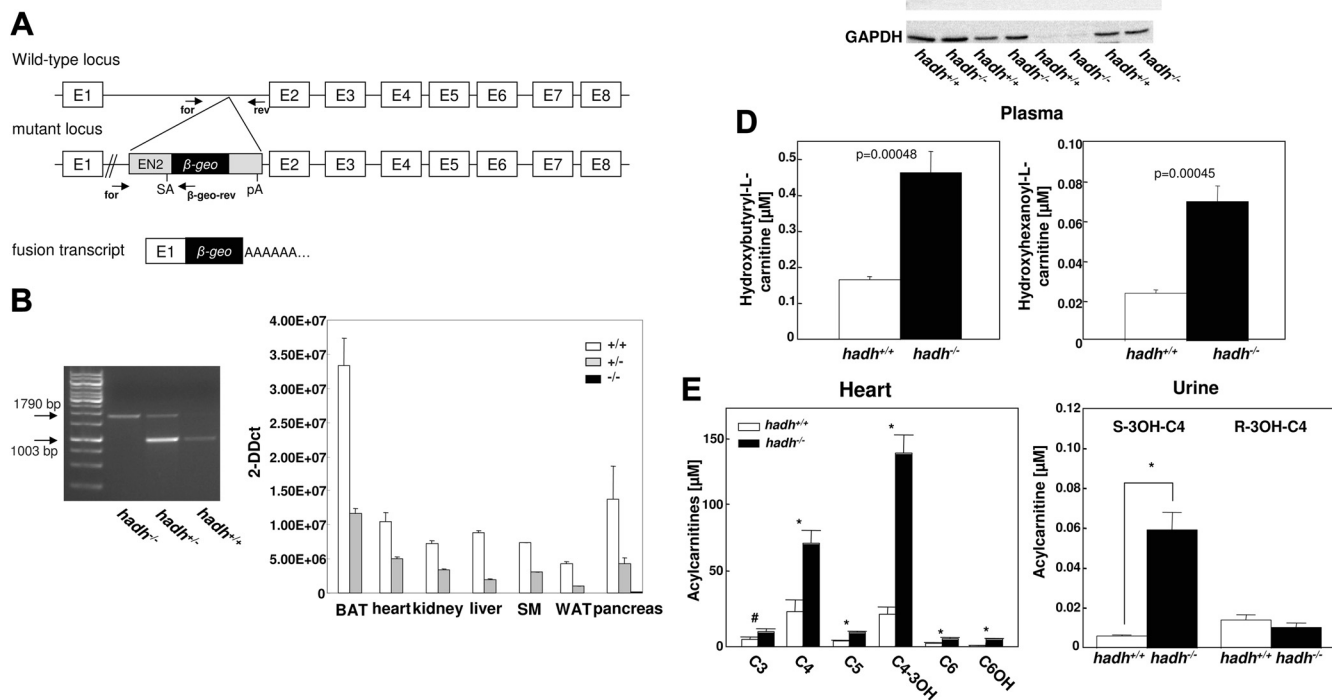 A
Wild-type locus
E1 E2 E3 E4 E5 E6 E7 E8
for rev
mutant locus
E1 EN2 β-geo E2 E3 E4 E5 E6 E7 E8
for SA β-geo-rev pA
fusion transcript E1 β-geo AAAAAA...
B
1790 bp
1003 bp
hadh-/- hadh+/- hadh+/+
2-DDct
4.00E+07
3.50E+07
3.00E+07
2.50E+07
2.00E+07
1.50E+07
1.00E+07
5.00E+06
0
+/+
+/-
-/-
BAT heart kidney liver SM WAT pancreas
GAPDH
hadh+/+ hadh-/- hadh+/+ hadh-/- hadh+/+ hadh-/- hadh+/+ hadh-/-
D
Plasma
Hydroxybutyryl-L-
carnitine [µM]
0.5
0.4
0.3
0.2
0.1
0
p=0.00048
hadh+/+ hadh-/-
Hydroxyhexanoyl-L-
carnitine [µM]
0.10
0.08
0.06
0.04
0.02
0
p=0.00045
hadh+/+ hadh-/-
E
Heart
Acylcarnitines [µM]
150
100
50
0
hadh+/+
hadh-/-
# * * * * *
C3 C4 C5 C4-3OH C6 C6OH
Urine
Acylcarnitine [µM]
0.12
0.10
0.08
0.06
0.04
0.02
0
S-3OH-C4 R-3OH-C4
*
hadh+/+ hadh-/- hadh+/+ hadh-/-